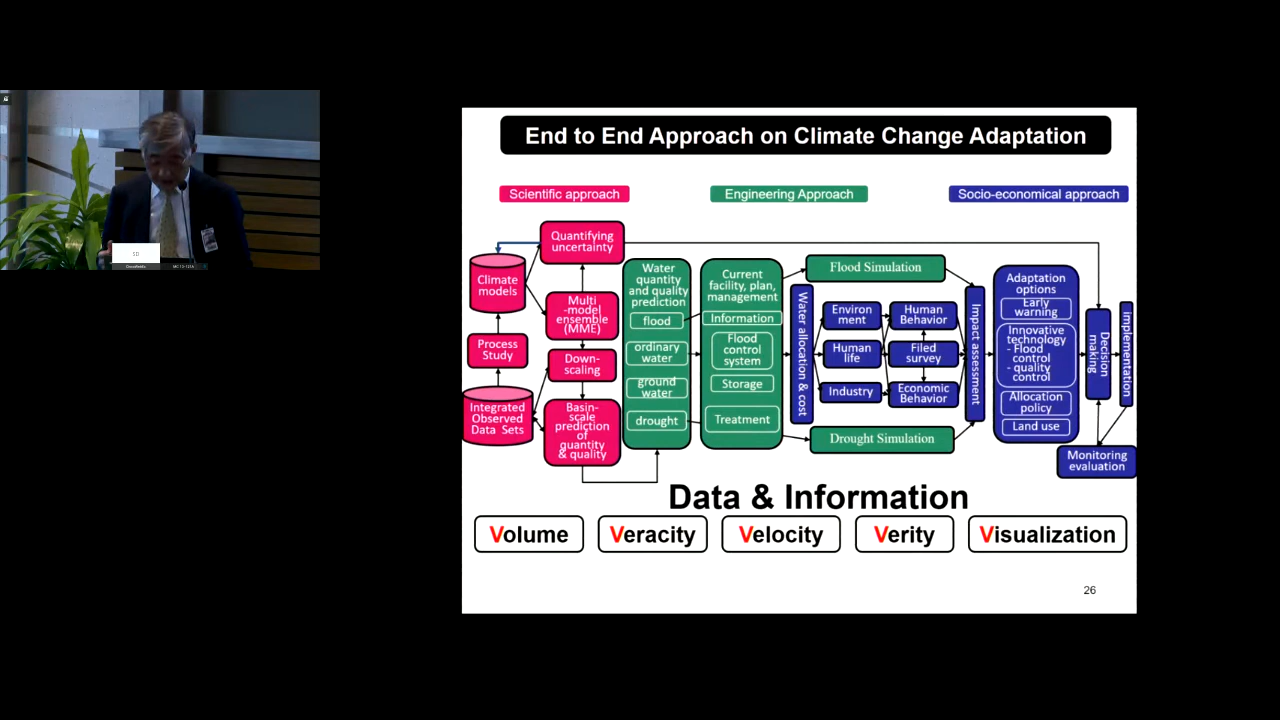 End to End Approach on Climate Change Adaptation
Scientific approach
Engineering Approach
Socio-economical approach
Quantifying
uncertainty
Climate
models
Multi
-model
ensemble
(MME)
Process
Study
Down-
scaling
Integrated
Observed
Data Sets
Basin-
scale
prediction
of
quantity
& quality
Water
quantity
and quality
prediction
flood
ordinary
water
ground
water
drought
Current
facility, plan,
management
Information
Flood
control
system
Storage
Treatment
Flood Simulation
Water allocation & cost
Environ
ment
Human
life
Industry
Human
Behavior
Filed
survey
Economic
Behavior
Drought Simulation
Impact assessment
Adaptation
options
Early
warning
Innovative
technology
- Flood
control
- quality
control
Allocation
policy
Land use
Decision
making
implementation
Monitoring
evaluation
Data & Information
Volume
Veracity
Velocity
Verity
Visualization
26